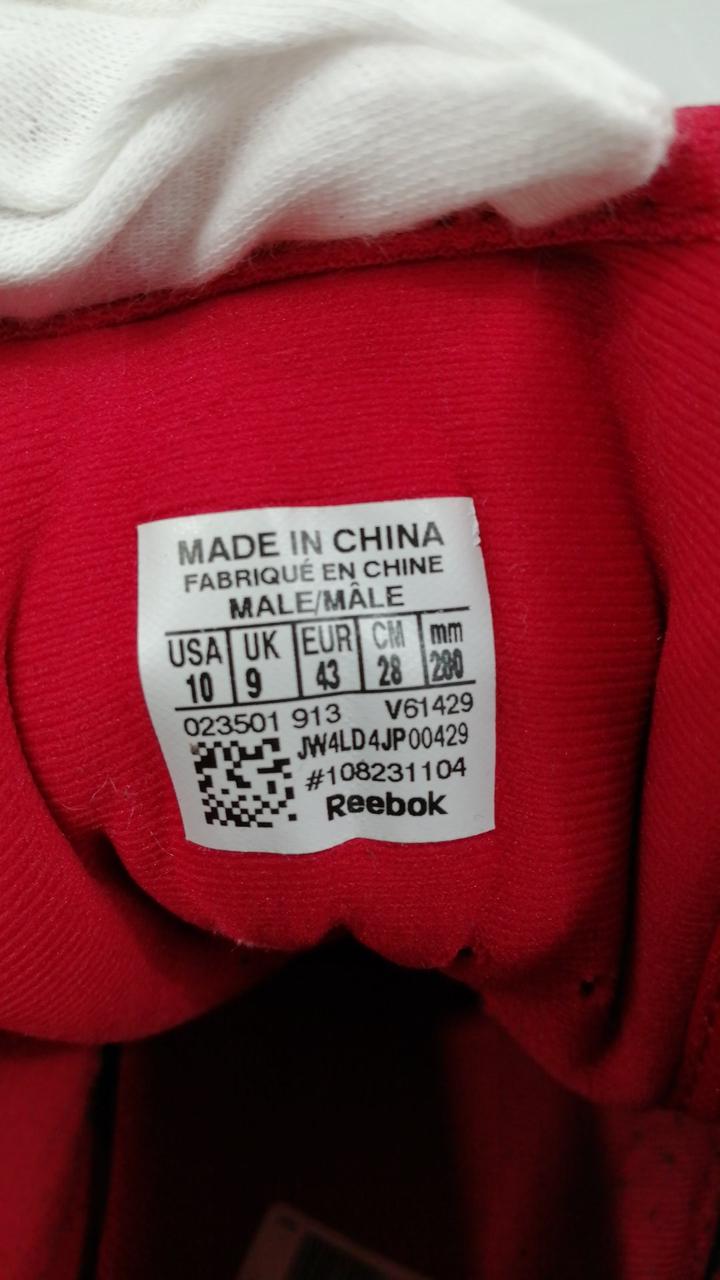 MADE IN CHINA
FABRIQUÉ EN CHINE
MALE/MÂLE
USA UK EUR CM mm
10 9 43 28 280
023501 913 V61429
JW4LD4JP00429
#108231104
Reebok